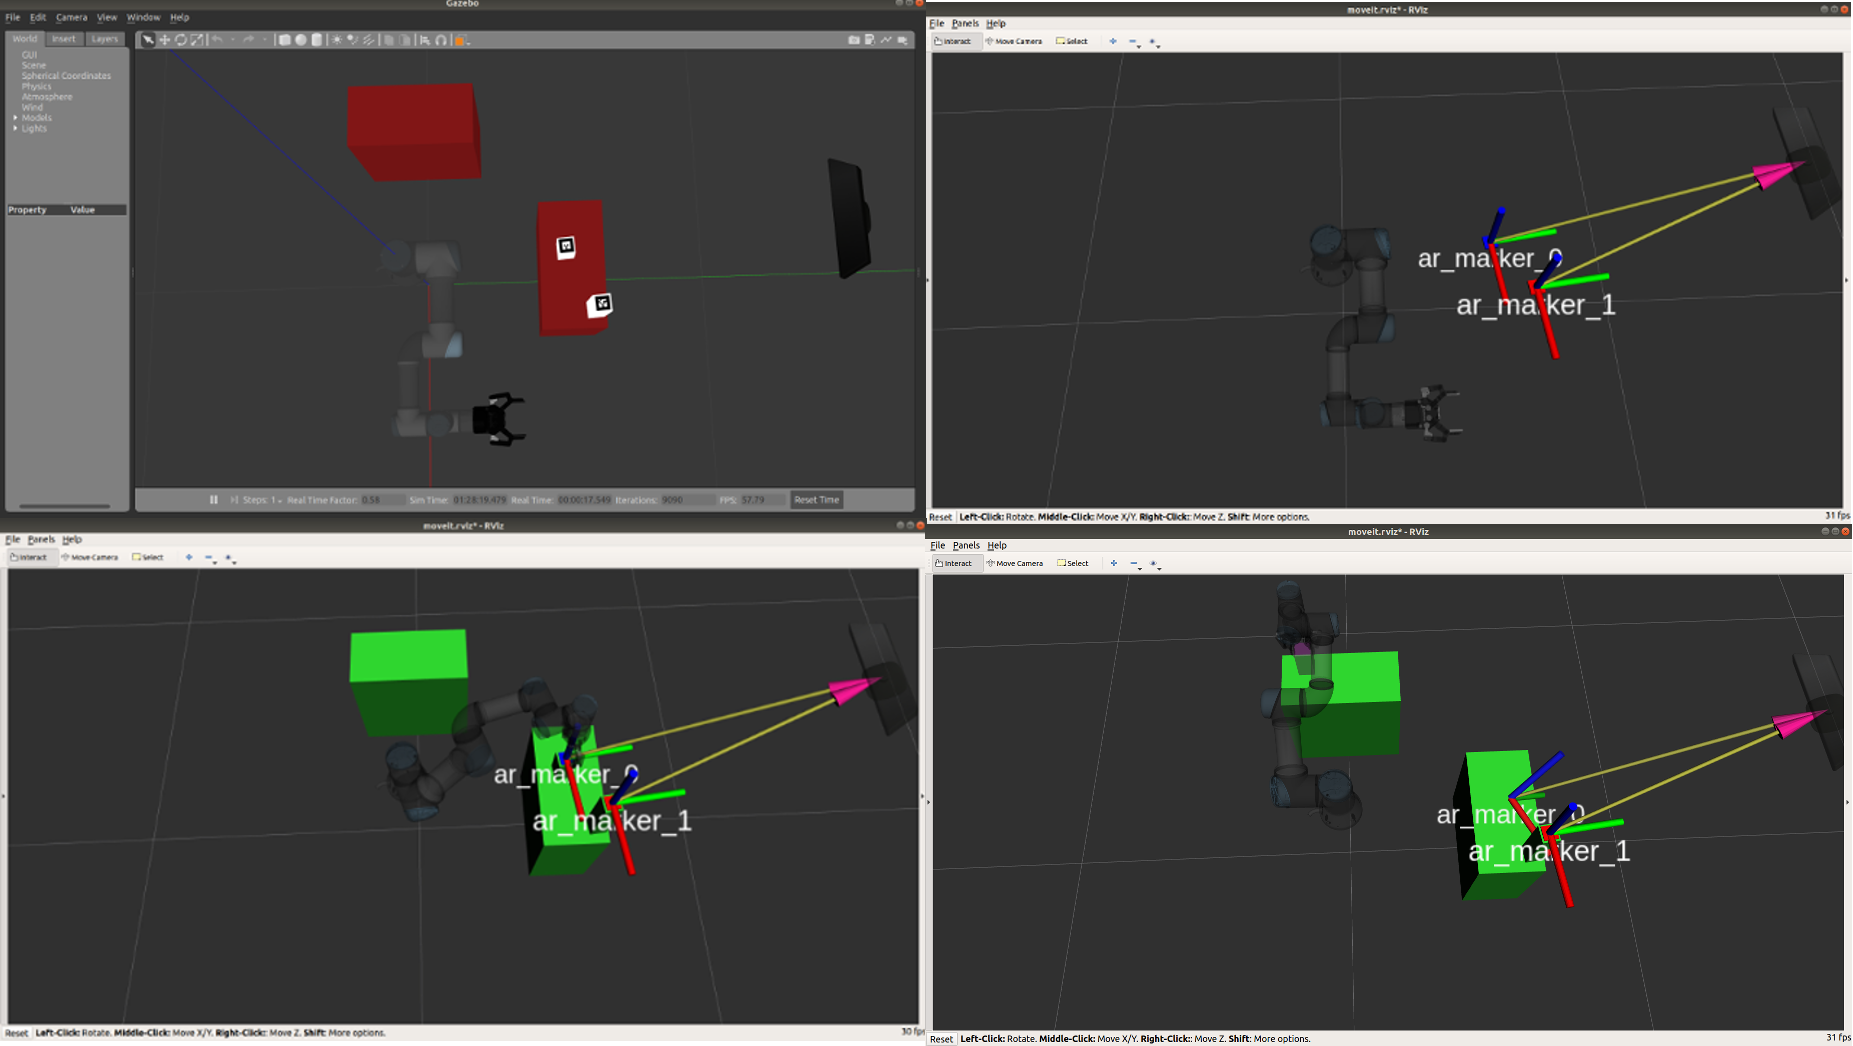 Gazebo
File Edit Camera View Window Help
World Insert Layers
GUI
Scene
Spherical Coordinates
Physics
Atmosphere
Wind
Models
Lights
Property Value
Steps: 1 Real Time Factor: 0.58 Sim Time: 01:28:19.479 Real Time: 00:00:17.549 Iterations: 9090 FPS: 57.79 Reset Time
moveit.rviz* - RViz
File Panels Help
Interact Move Camera Select
ar_marker_0
ar_marker_1
Reset Left-Click: Rotate. Middle-Click: Move X/Y. Right-Click: Move Z. Shift: More options. 31 fps
moveit.rviz* - RViz
File Panels Help
Interact Move Camera Select
ar_marker_0
ar_marker_1
Reset Left-Click: Rotate. Middle-Click: Move X/Y. Right-Click: Move Z. Shift: More options. 30 fps
moveit.rviz* - RViz
File Panels Help
Interact Move Camera Select
ar_marker_0
ar_marker_1
Reset Left-Click: Rotate. Middle-Click: Move X/Y. Right-Click:: Move Z. Shift: More options. 31 fps